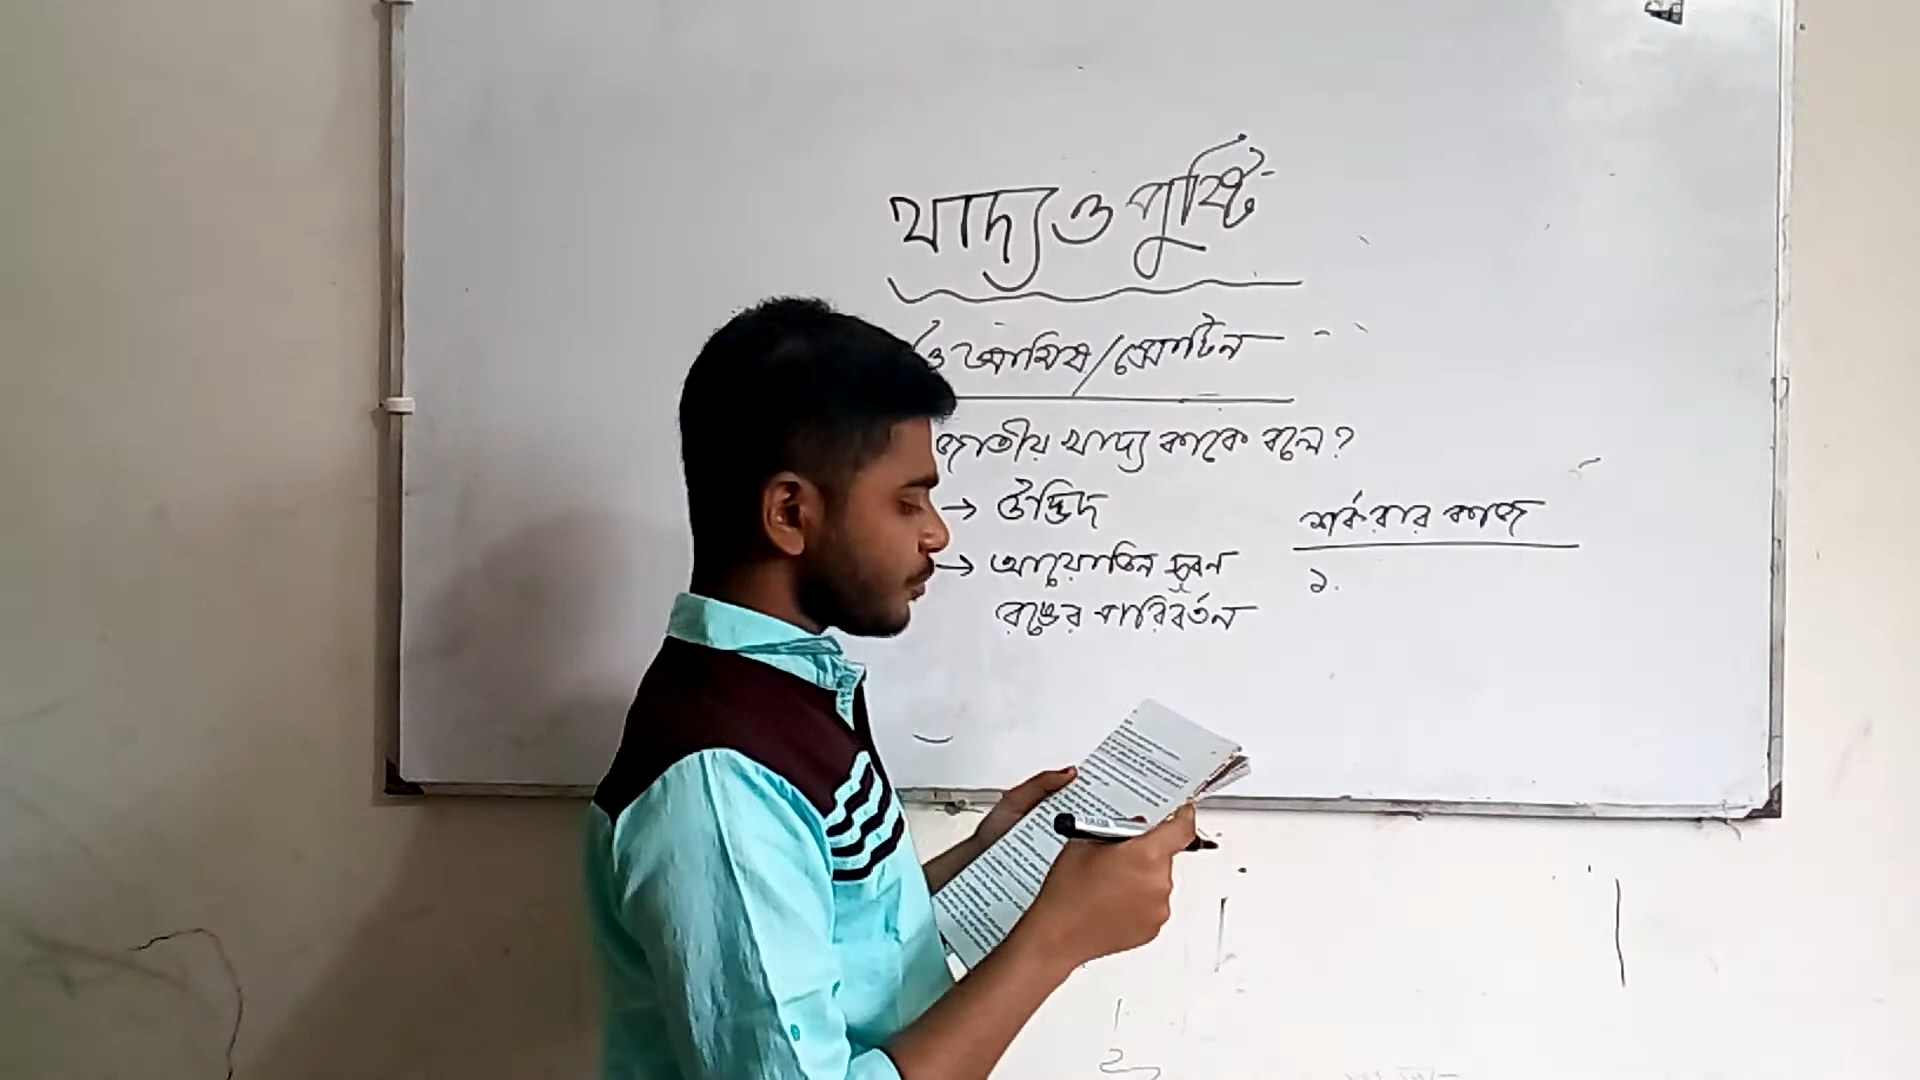 খাদ্য ও পুষ্টি
ও আমিষ/প্রোটিন
জাতীয় খাদ্য কাকে বলে?
→ উদ্ভিদ
→ আয়োডিন দ্রবণ
রঙের পরিবর্তন
শর্করার কাজ
১.